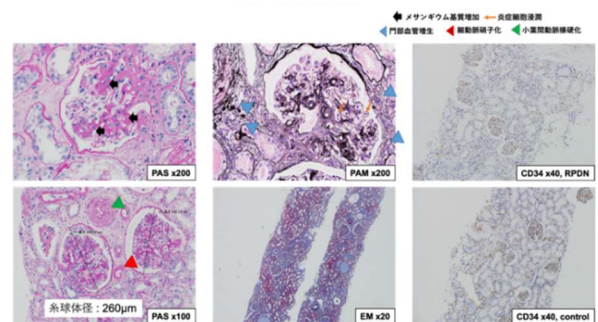 メサンギウム基質増加 炎症細胞浸潤
門部血管増生 細動脈硝子化 小葉間動脈様硬化
PAS x200
PAM x200
CD34 x40, RPDN
糸球体径：260μm
PAS x100
EM x20
CD34 x40, control